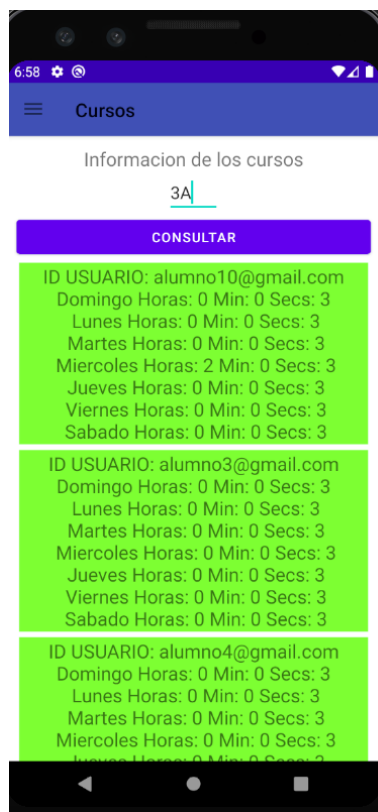 6:58
Cursos
Informacion de los cursos
3A
CONSULTAR
ID USUARIO: alumno10@gmail.com
Domingo Horas: 0 Min: 0 Secs: 3
Lunes Horas: 0 Min: 0 Secs: 3
Martes Horas: 0 Min: 0 Secs: 3
Miercoles Horas: 2 Min: 0 Secs: 3
Jueves Horas: 0 Min: 0 Secs: 3
Viernes Horas: 0 Min: 0 Secs: 3
Sabado Horas: 0 Min: 0 Secs: 3
ID USUARIO: alumno3@gmail.com
Domingo Horas: 0 Min: 0 Secs: 3
Lunes Horas: 0 Min: 0 Secs: 3
Martes Horas: 0 Min: 0 Secs: 3
Miercoles Horas: 0 Min: 0 Secs: 3
Jueves Horas: 0 Min: 0 Secs: 3
Viernes Horas: 0 Min: 0 Secs: 3
Sabado Horas: 0 Min: 0 Secs: 3
ID USUARIO: alumno4@gmail.com
Domingo Horas: 0 Min: 0 Secs: 3
Lunes Horas: 0 Min: 0 Secs: 3
Martes Horas: 0 Min: 0 Secs: 3
Miercoles Horas: 0 Min: 0 Secs: 3